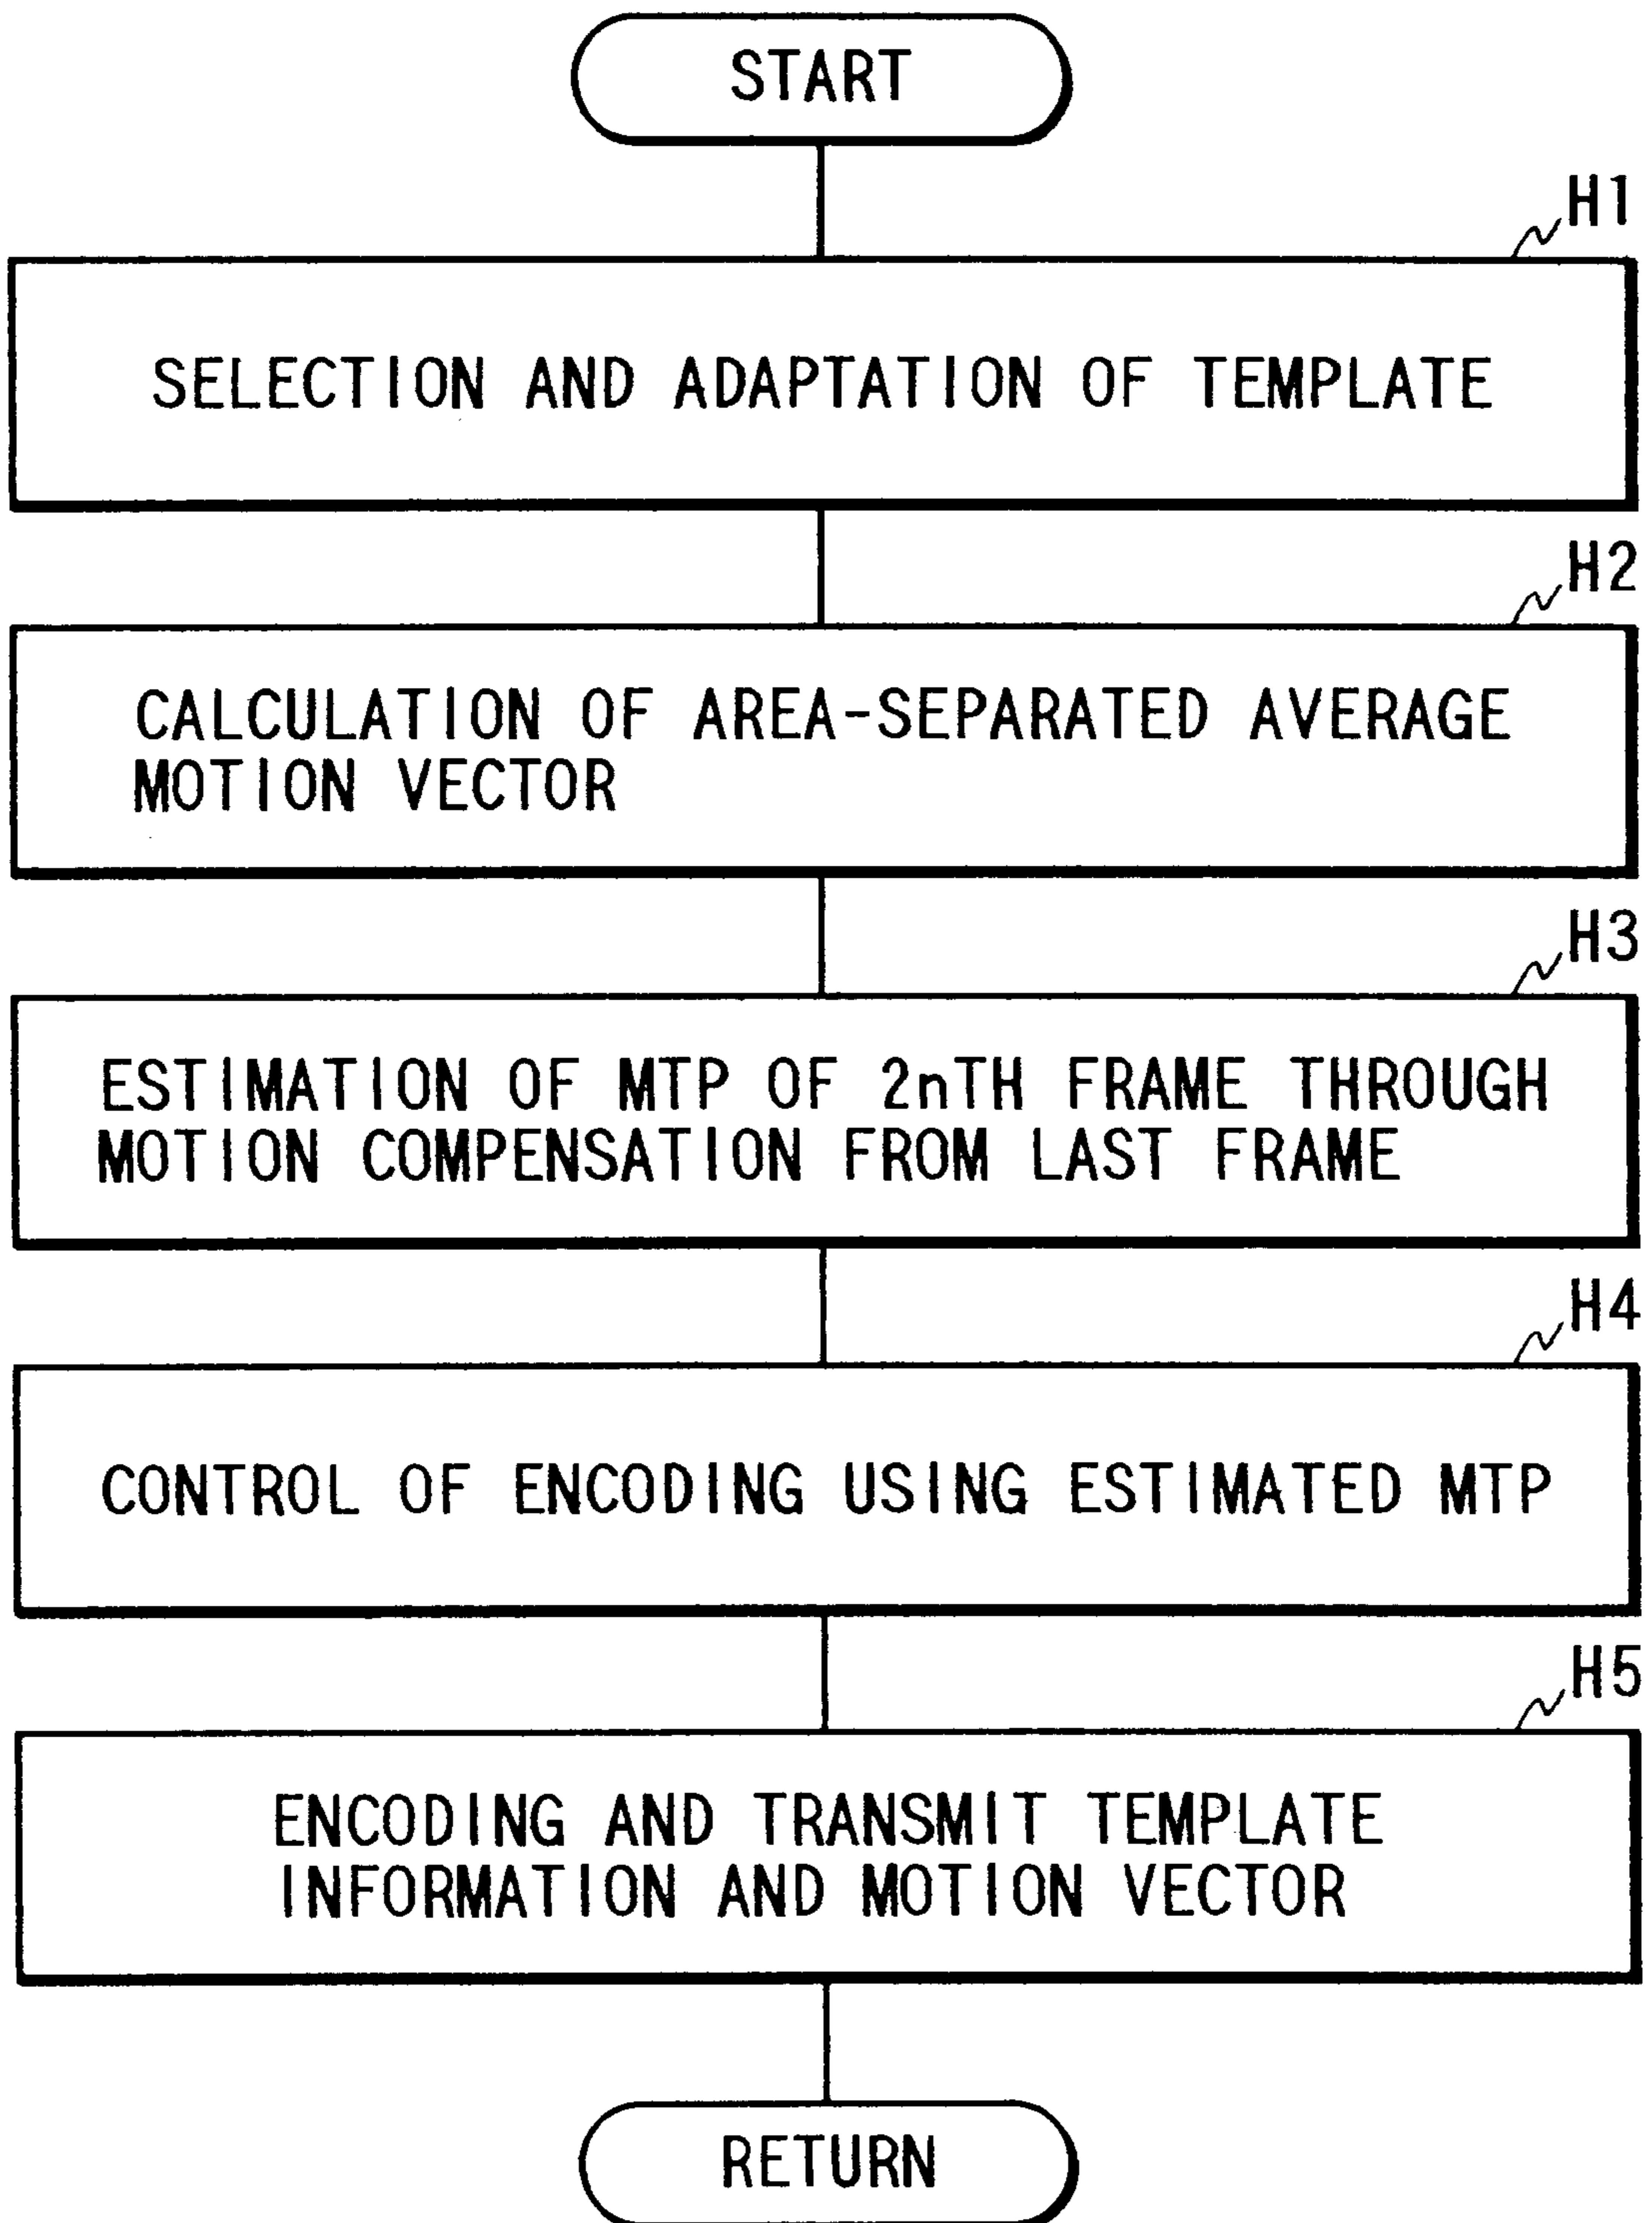 START
H1
SELECTION AND ADAPTATION OF TEMPLATE
H2
CALCULATION OF AREA-SEPARATED AVERAGE
MOTION VECTOR
H3
ESTIMATION OF MTP OF 2nTH FRAME THROUGH
MOTION COMPENSATION FROM LAST FRAME
H4
CONTROL OF ENCODING USING ESTIMATED MTP
H5
ENCODING AND TRANSMIT TEMPLATE
INFORMATION AND MOTION VECTOR
RETURN